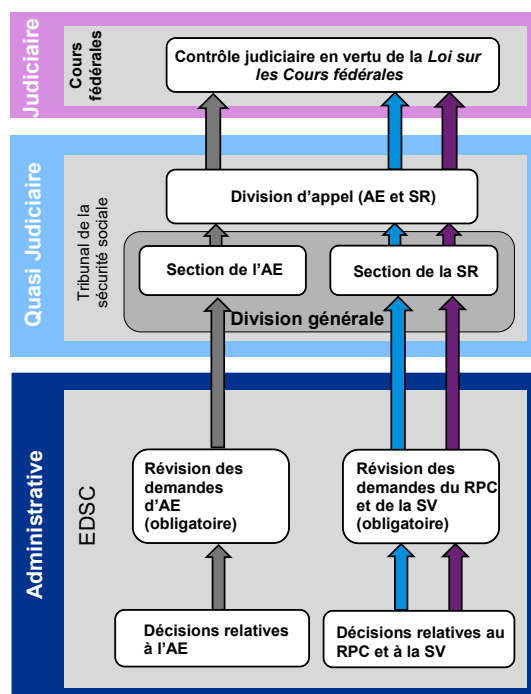 Judiciaire
Cours
fédérales
Contrôle judiciaire en vertu de la Loi sur
les Cours fédérales
Quasi Judiciaire
Tribunal de la
sécurité sociale
Division d'appel (AE et SR)
Section de l'AE
Section de la SR
Division générale
Administrative
EDSC
Révision des
demandes
d'AE
(obligatoire)
Révision des
demandes du RPC
et de la SV
(obligatoire)
Décisions relatives
à l'AE
Décisions relatives au
RPC et à la SV